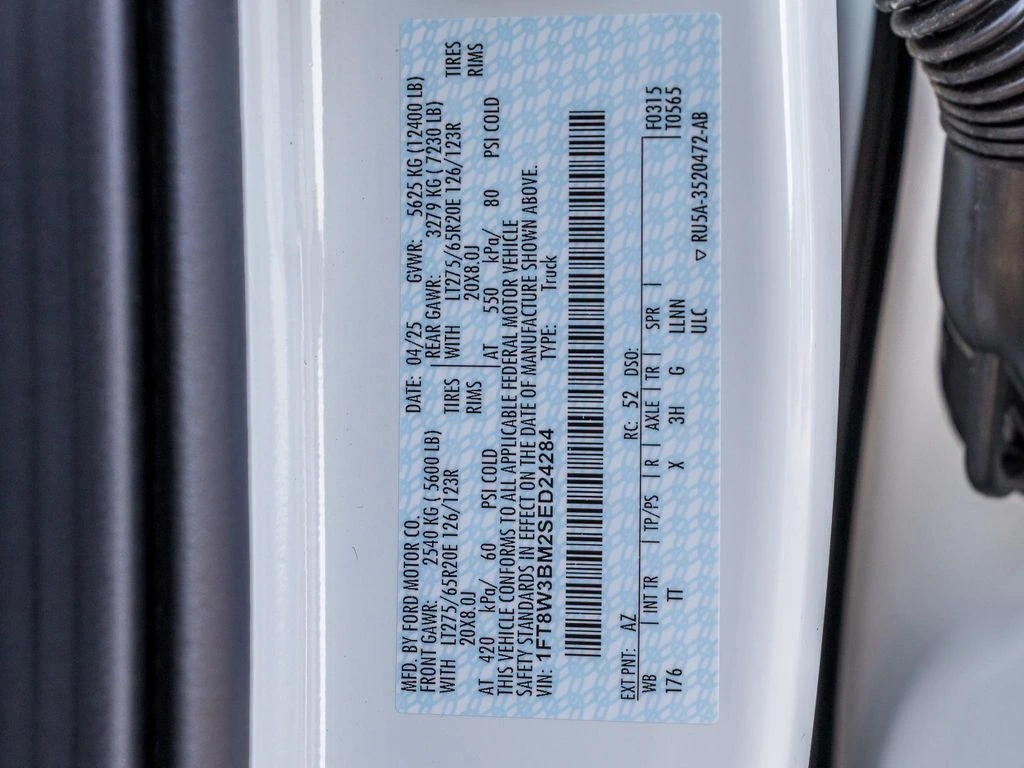 MFD. BY FORD MOTOR CO. DATE: 04/25 GVWR: 5625 KG (12400 LB)
FRONT GAWR: 2540 KG ( 5600 LB) REAR GAWR: 3279 KG ( 7230 LB)
WITH LT275/65R20E 126/123R TIRES WITH LT275/65R20E 126/123R TIRES
20X8.0J RIMS 20X8.0J RIMS
AT 420 kPa/ 60 PSI COLD AT 550 kPa/ 80 PSI COLD
THIS VEHICLE CONFORMS TO ALL APPLICABLE FEDERAL MOTOR VEHICLE
SAFETY STANDARDS IN EFFECT ON THE DATE OF MANUFACTURE SHOWN ABOVE.
VIN: 1FT8W3BM2SED24284 TYPE: Truck
EXT PNT: AZ RC: 52 DSO: F0315
WB | INT TR | TP/PS | R | AXLE | TR | SPR | T0565
176 TT X 3H G LLNN
ULC ▽ RU5A-3520472-AB